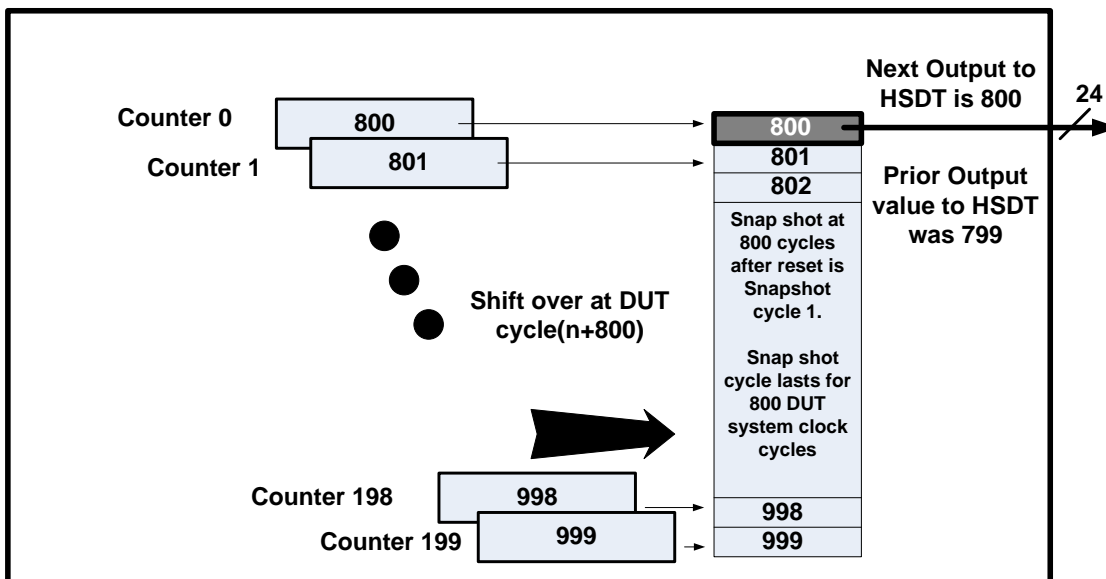 Next Output to
HSDT is 800
24
Counter 0
800
800
Counter 1
801
801
802
Prior Output
value to HSDT
was 799
Snap shot at
800 cycles
after reset is
Snapshot
cycle 1.
Shift over at DUT
cycle(n+800)
Snap shot
cycle lasts for
800 DUT
system clock
cycles
Counter 198
998
998
Counter 199
999
999